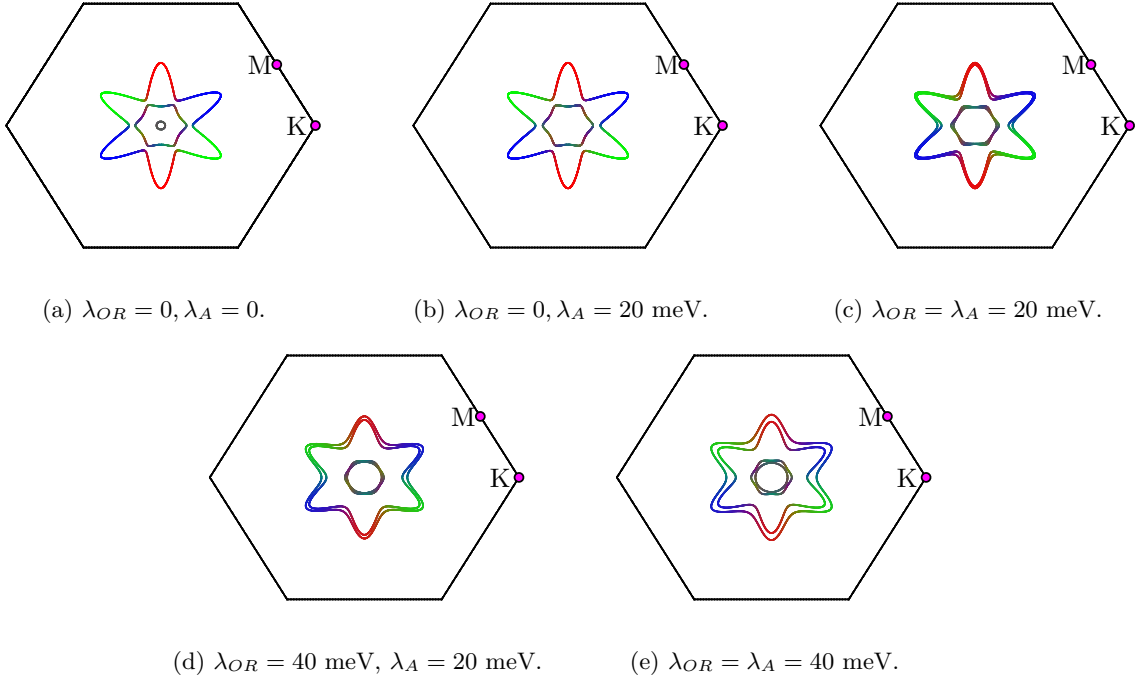 M
M
M
K
K
K
(a) λ_{OR} = 0, λ_A = 0.
(b) λ_{OR} = 0, λ_A = 20 meV.
(c) λ_{OR} = λ_A = 20 meV.
M
M
K
K
(d) λ_{OR} = 40 meV, λ_A = 20 meV.
(e) λ_{OR} = λ_A = 40 meV.